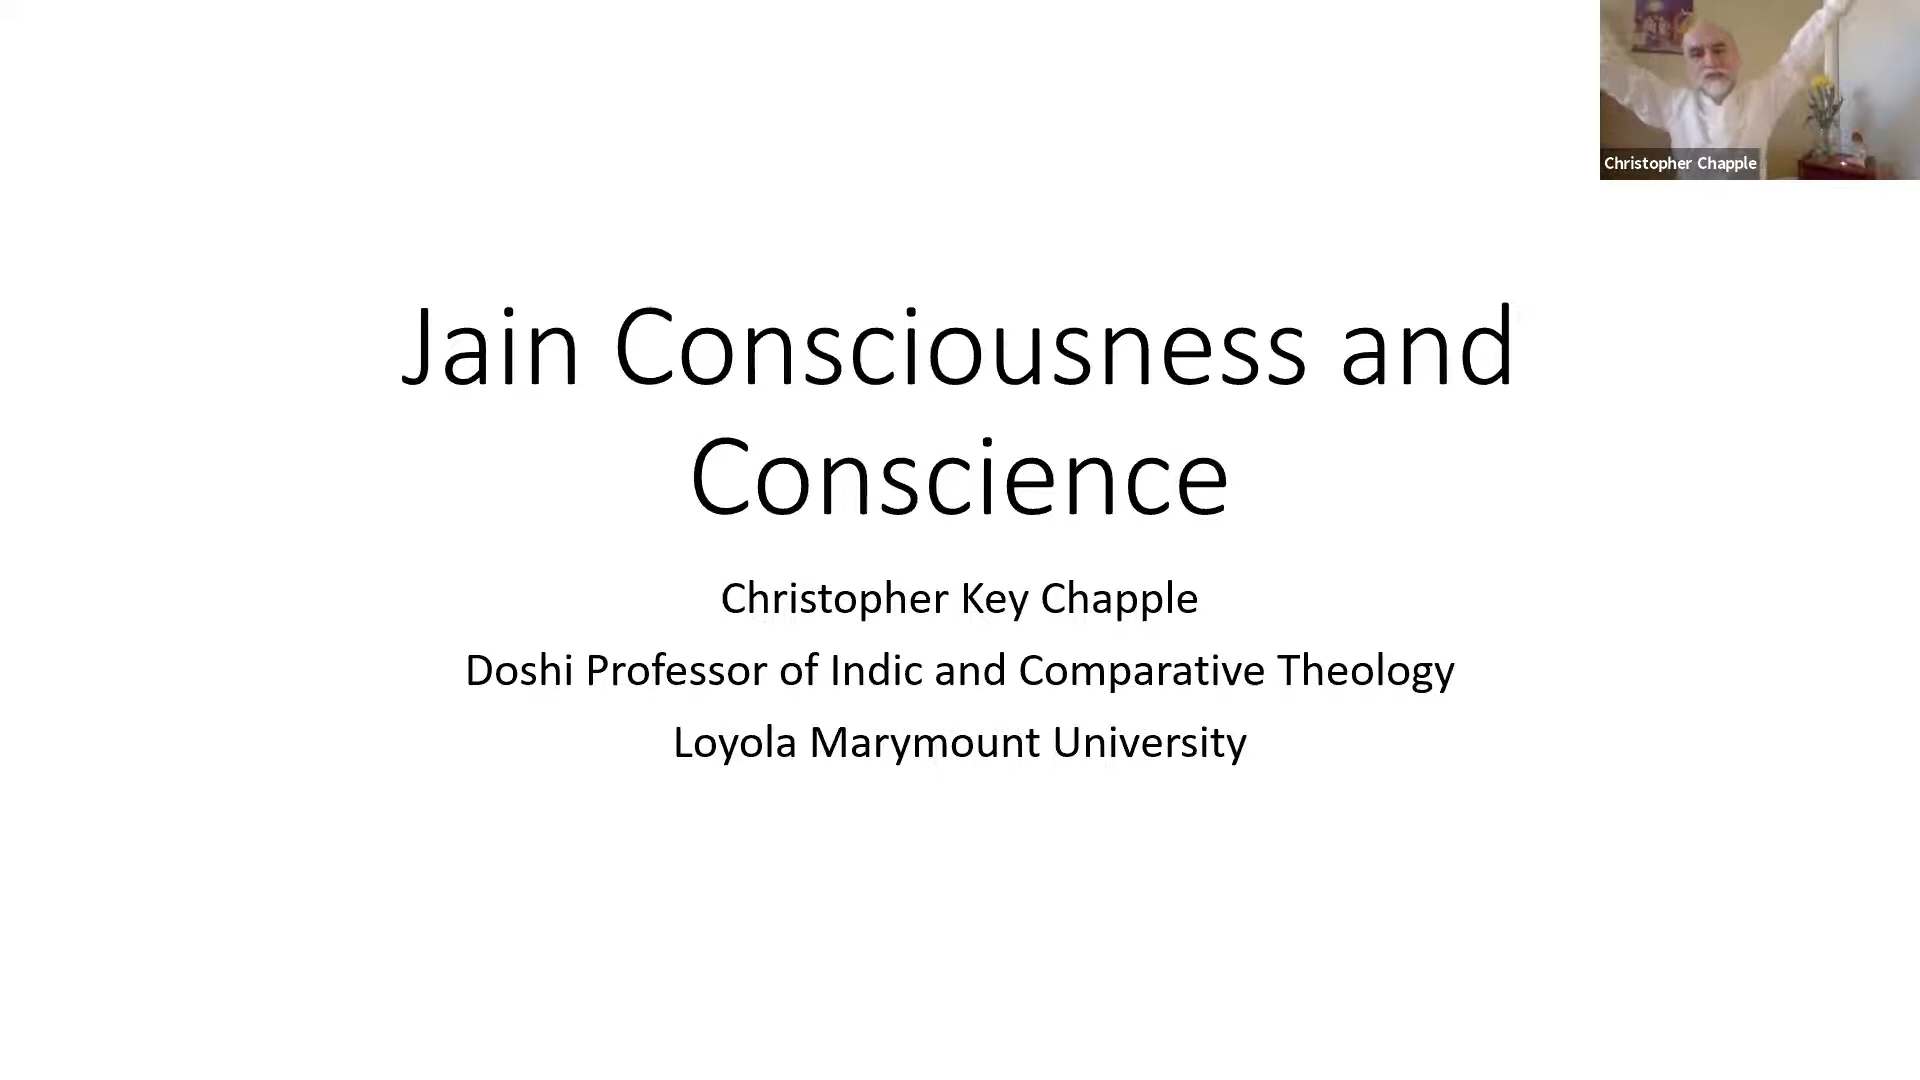 Christopher Chapple
Jain Consciousness and
Conscience
Christopher Key Chapple
Doshi Professor of Indic and Comparative Theology
Loyola Marymount University